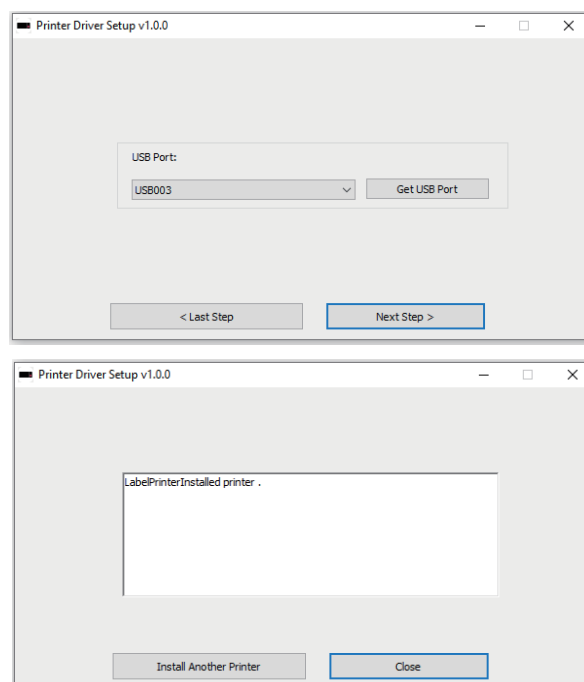 Printer Driver Setup v1.0.0
USB Port:
USB003
Get USB Port
< Last Step
Next Step >
Printer Driver Setup v1.0.0
LabelPrinterInstalled printer .
Install Another Printer
Close